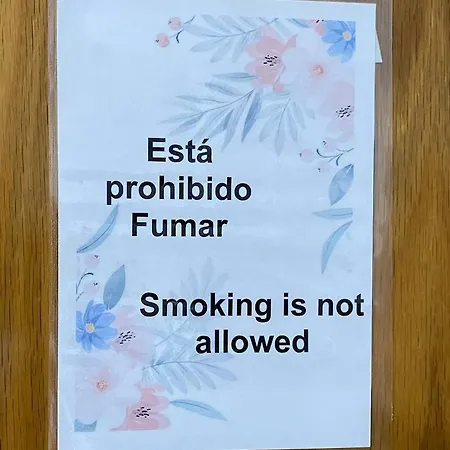 Está
prohibido
Fumar
Smoking is not
allowed